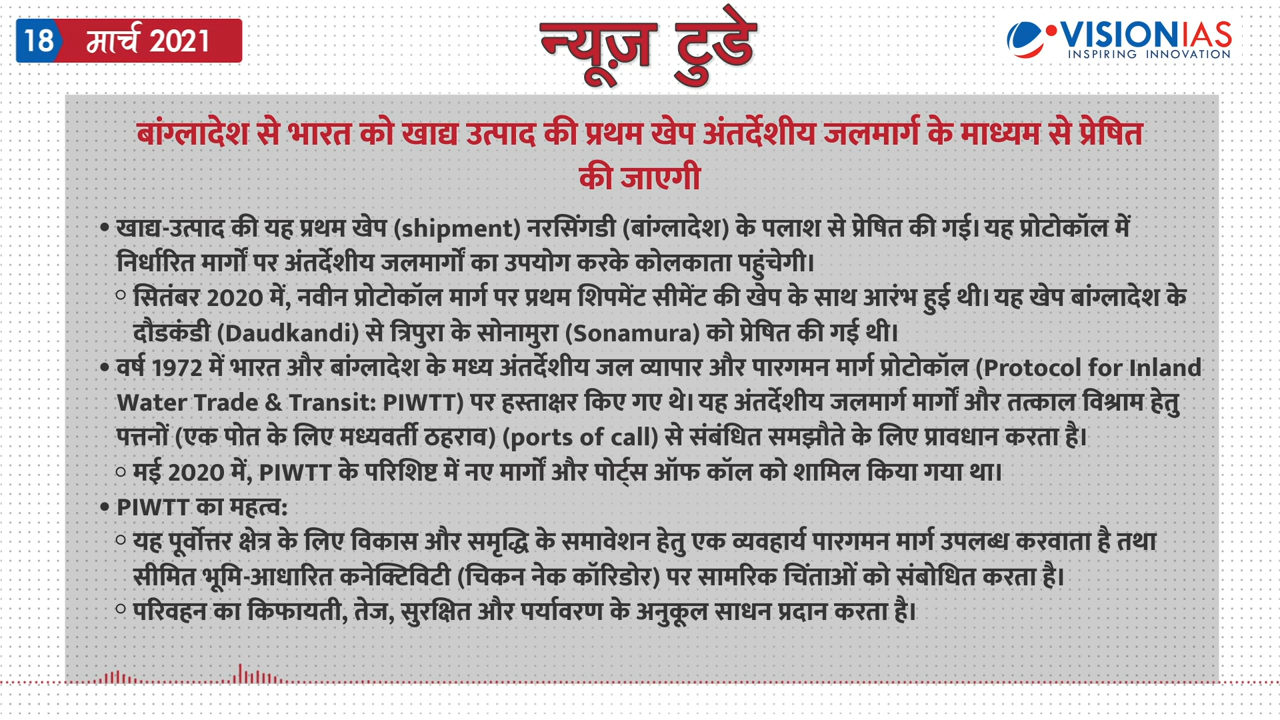 18 मार्च 2021
न्यूज़ टुडे
VISIONIAS
INSPIRING INNOVATION
बांग्लादेश से भारत को खाद्य उत्पाद की प्रथम खेप अंतर्देशीय जलमार्ग के माध्यम से प्रेषित
की जाएगी
• खाद्य-उत्पाद की यह प्रथम खेप (shipment) नरसिंगडी (बांग्लादेश) के पलाश से प्रेषित की गई। यह प्रोटोकॉल में
निर्धारित मार्गों पर अंतर्देशीय जलमार्गों का उपयोग करके कोलकाता पहुंचेगी।
○ सितंबर 2020 में, नवीन प्रोटोकॉल मार्ग पर प्रथम शिपमेंट सीमेंट की खेप के साथ आरंभ हुई थी। यह खेप बांग्लादेश के
दौडकंडी (Daudkandi) से त्रिपुरा के सोनामुरा (Sonamura) को प्रेषित की गई थी।
• वर्ष 1972 में भारत और बांग्लादेश के मध्य अंतर्देशीय जल व्यापार और पारगमन मार्ग प्रोटोकॉल (Protocol for Inland
Water Trade & Transit: PIWTT) पर हस्ताक्षर किए गए थे। यह अंतर्देशीय जलमार्ग मार्गों और तत्काल विश्राम हेतु
पत्तनों (एक पोत के लिए मध्यवर्ती ठहराव) (ports of call) से संबंधित समझौते के लिए प्रावधान करता है।
○ मई 2020 में, PIWTT के परिशिष्ट में नए मार्गों और पोर्ट्स ऑफ कॉल को शामिल किया गया था।
• PIWTT का महत्व:
○ यह पूर्वोत्तर क्षेत्र के लिए विकास और समृद्धि के समावेशन हेतु एक व्यवहार्य पारगमन मार्ग उपलब्ध करवाता है तथा
सीमित भूमि-आधारित कनेक्टिविटी (चिकन नेक कॉरिडोर) पर सामरिक चिंताओं को संबोधित करता है।
○ परिवहन का किफायती, तेज, सुरक्षित और पर्यावरण के अनुकूल साधन प्रदान करता है।